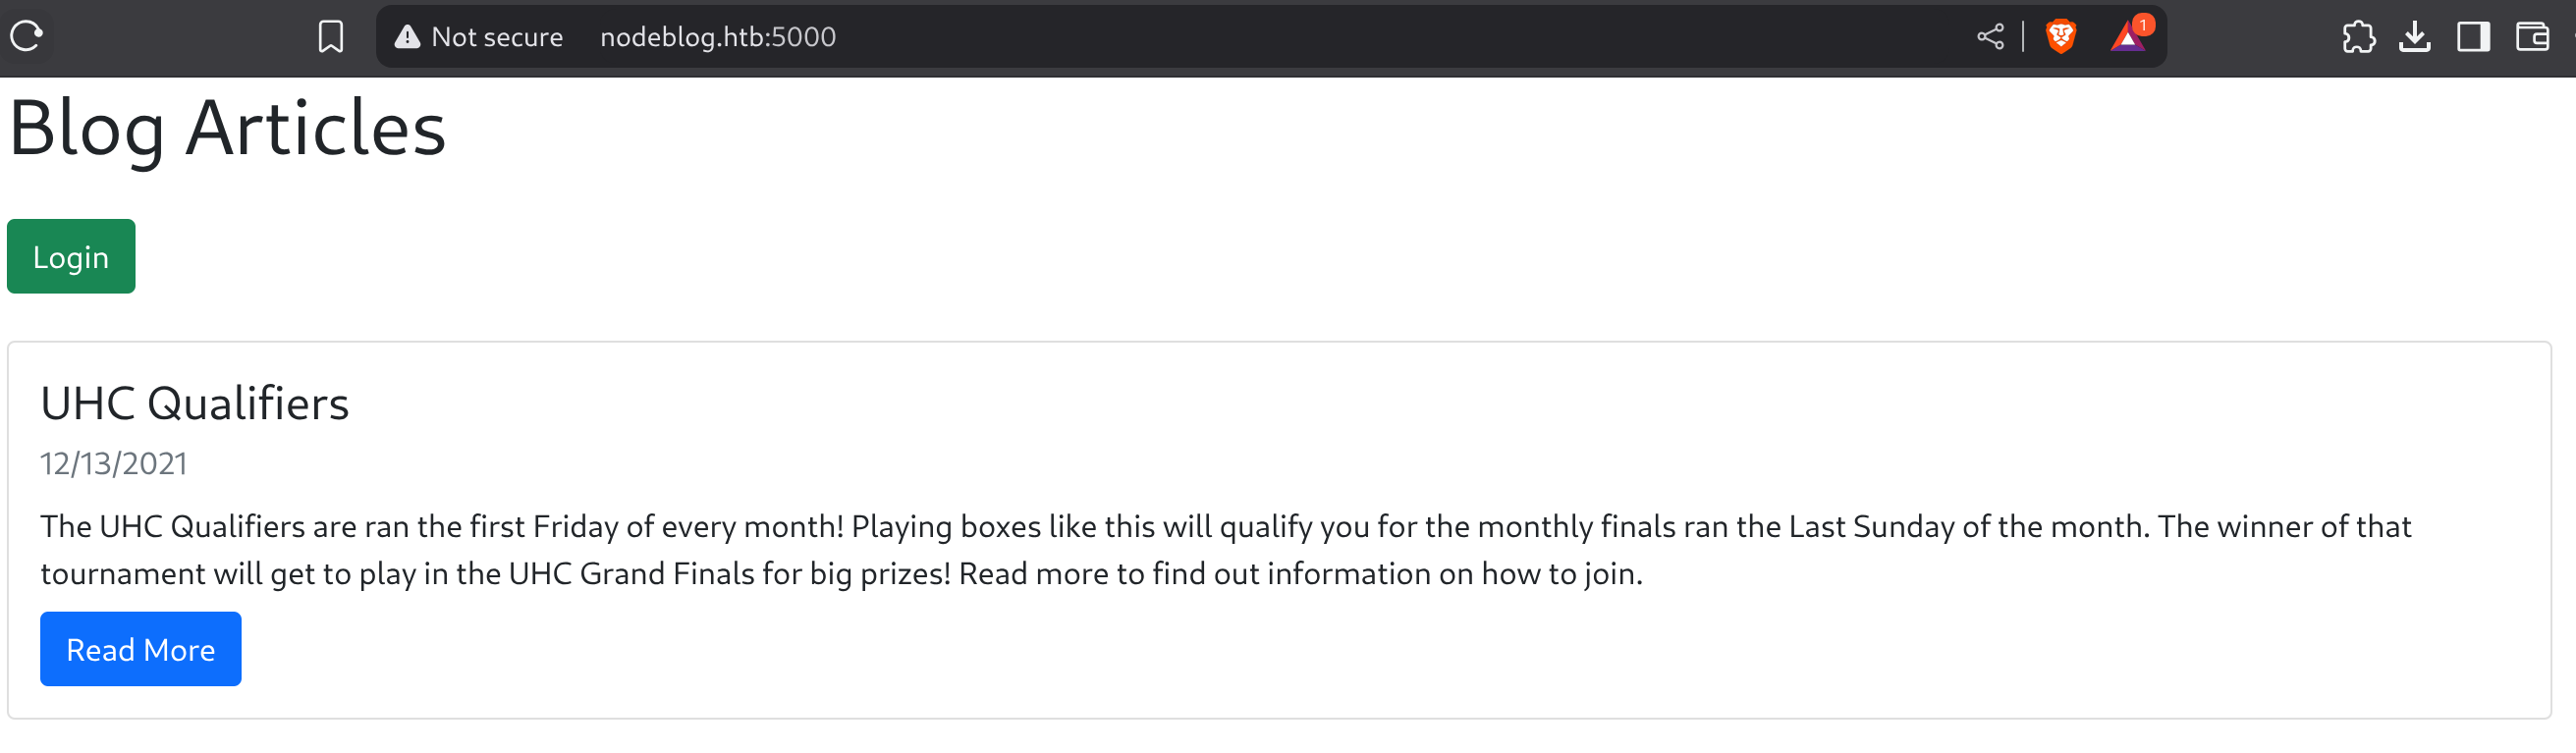 Not secure nodeblog.htb:5000
1
Blog Articles
Login
UHC Qualifiers
12/13/2021
The UHC Qualifiers are ran the first Friday of every month! Playing boxes like this will qualify you for the monthly finals ran the Last Sunday of the month. The winner of that
tournament will get to play in the UHC Grand Finals for big prizes! Read more to find out information on how to join.
Read More